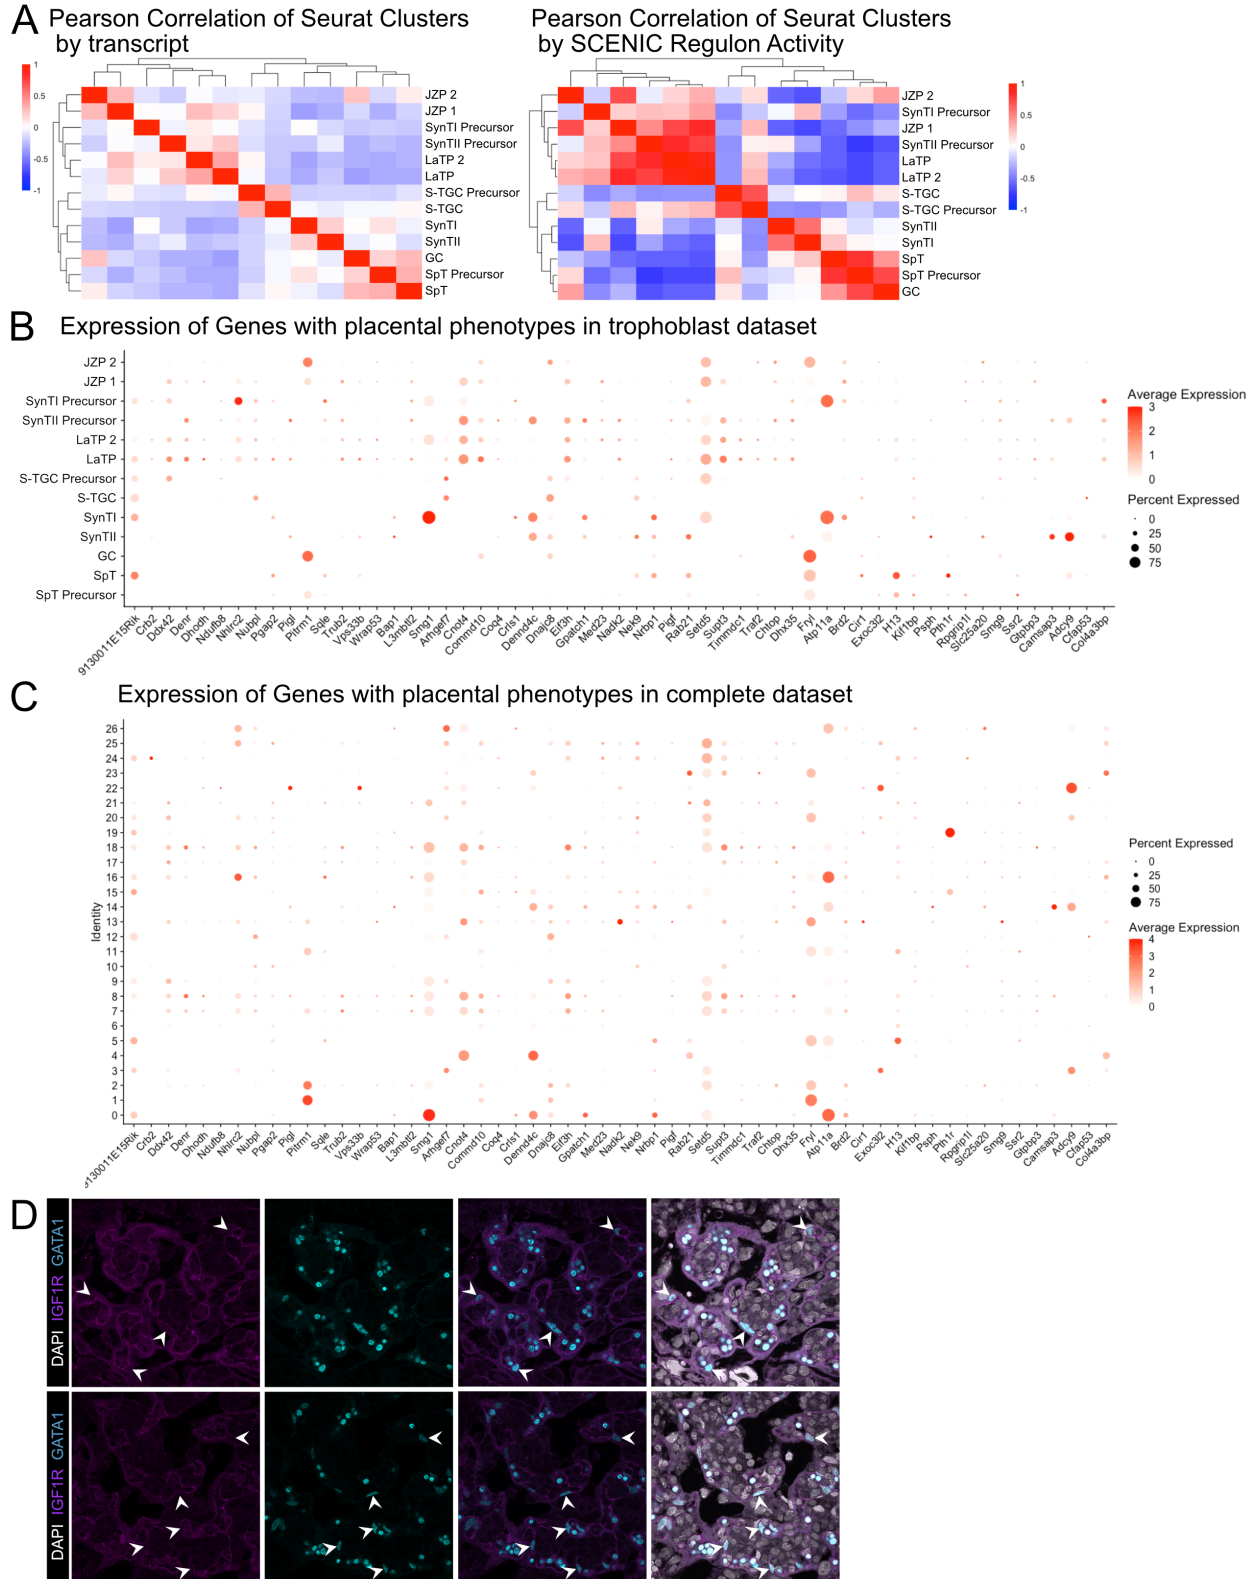 A
Pearson Correlation of Seurat Clusters
by transcript
1
0.5
0
-0.5
-1
JZP 2
JZP 1
SynTI Precursor
SynTII Precursor
LaTP 2
LaTP
S-TGC Precursor
S-TGC
SynTI
SynTII
GC
SpT Precursor
SpT
Pearson Correlation of Seurat Clusters
by SCENIC Regulon Activity
JZP 2
SynTI Precursor
JZP 1
SynTII Precursor
LaTP
LaTP 2
S-TGC
S-TGC Precursor
SynTII
SynTI
SpT
SpT Precursor
GC
1
0.5
0
-0.5
-1
B
Expression of Genes with placental phenotypes in trophoblast dataset
JZP 2
JZP 1
SynTI Precursor
SynTII Precursor
LaTP 2
LaTP
S-TGC Precursor
S-TGC
SynTI
SynTII
GC
SpT
SpT Precursor
9130011E15Rik
Crb2
Ddx42
Denr
Dhodh
Ndufb8
Nhlrc2
Nubpl
Pgap2
Pigl
Pitrm1
Sqle
Trub2
Vps33b
Wrap53
Bap1
L3mbtl2
Smg1
Arhgef7
Cnot4
Commd10
Coq4
Crls1
Dennd4c
Dnajc8
Eif3h
Gpatch1
Med23
Nadk2
Nek9
Nrbp1
Pigf
Rab21
Setd5
Supt3
Timmdc1
Traf2
Chtop
Dhx35
Fryl
Atp11a
Brd2
Cir1
Exoc3l2
H13
Kif1bp
Psph
Pth1r
Rpgrip1l
Slc25a20
Smg9
Ssr2
Gtpbp3
Camsap3
Adcy9
Cfap53
Col4a3bp
Average Expression
3
2
1
0
Percent Expressed
0
25
50
75
C
Expression of Genes with placental phenotypes in complete dataset
Identity
26
25
24
23
22
21
20
19
18
17
16
15
14
13
12
11
10
9
8
7
6
5
4
3
2
1
0
9130011E15Rik
Crb2
Ddx42
Denr
Dhodh
Ndufb8
Nhlrc2
Nubpl
Pgap2
Pigl
Pitrm1
Sqle
Trub2
Vps33b
Wrap53
Bap1
L3mbtl2
Smg1
Arhgef7
Cnot4
Commd10
Coq4
Crls1
Dennd4c
Dnajc8
Eif3h
Gpatch1
Med23
Nadk2
Nek9
Nrbp1
Pigf
Rab21
Setd5
Supt3
Timmdc1
Traf2
Chtop
Dhx35
Fryl
Atp11a
Brd2
Cir1
Exoc3l2
H13
Kif1bp
Psph
Pth1r
Rpgrip1l
Slc25a20
Smg9
Ssr2
Gtpbp3
Camsap3
Adcy9
Cfap53
Col4a3bp
Percent Expressed
0
25
50
75
Average Expression
4
3
2
1
0
D
DAPI IGF1R GATA1
DAPI IGF1R GATA1